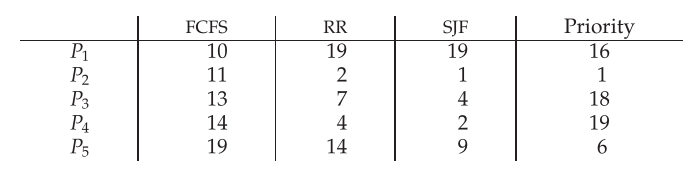 FCFS RR SJF Priority
P1 10 19 19 16
P2 11 2 1 1
P3 13 7 4 18
P4 14 4 2 19
P5 19 14 9 6